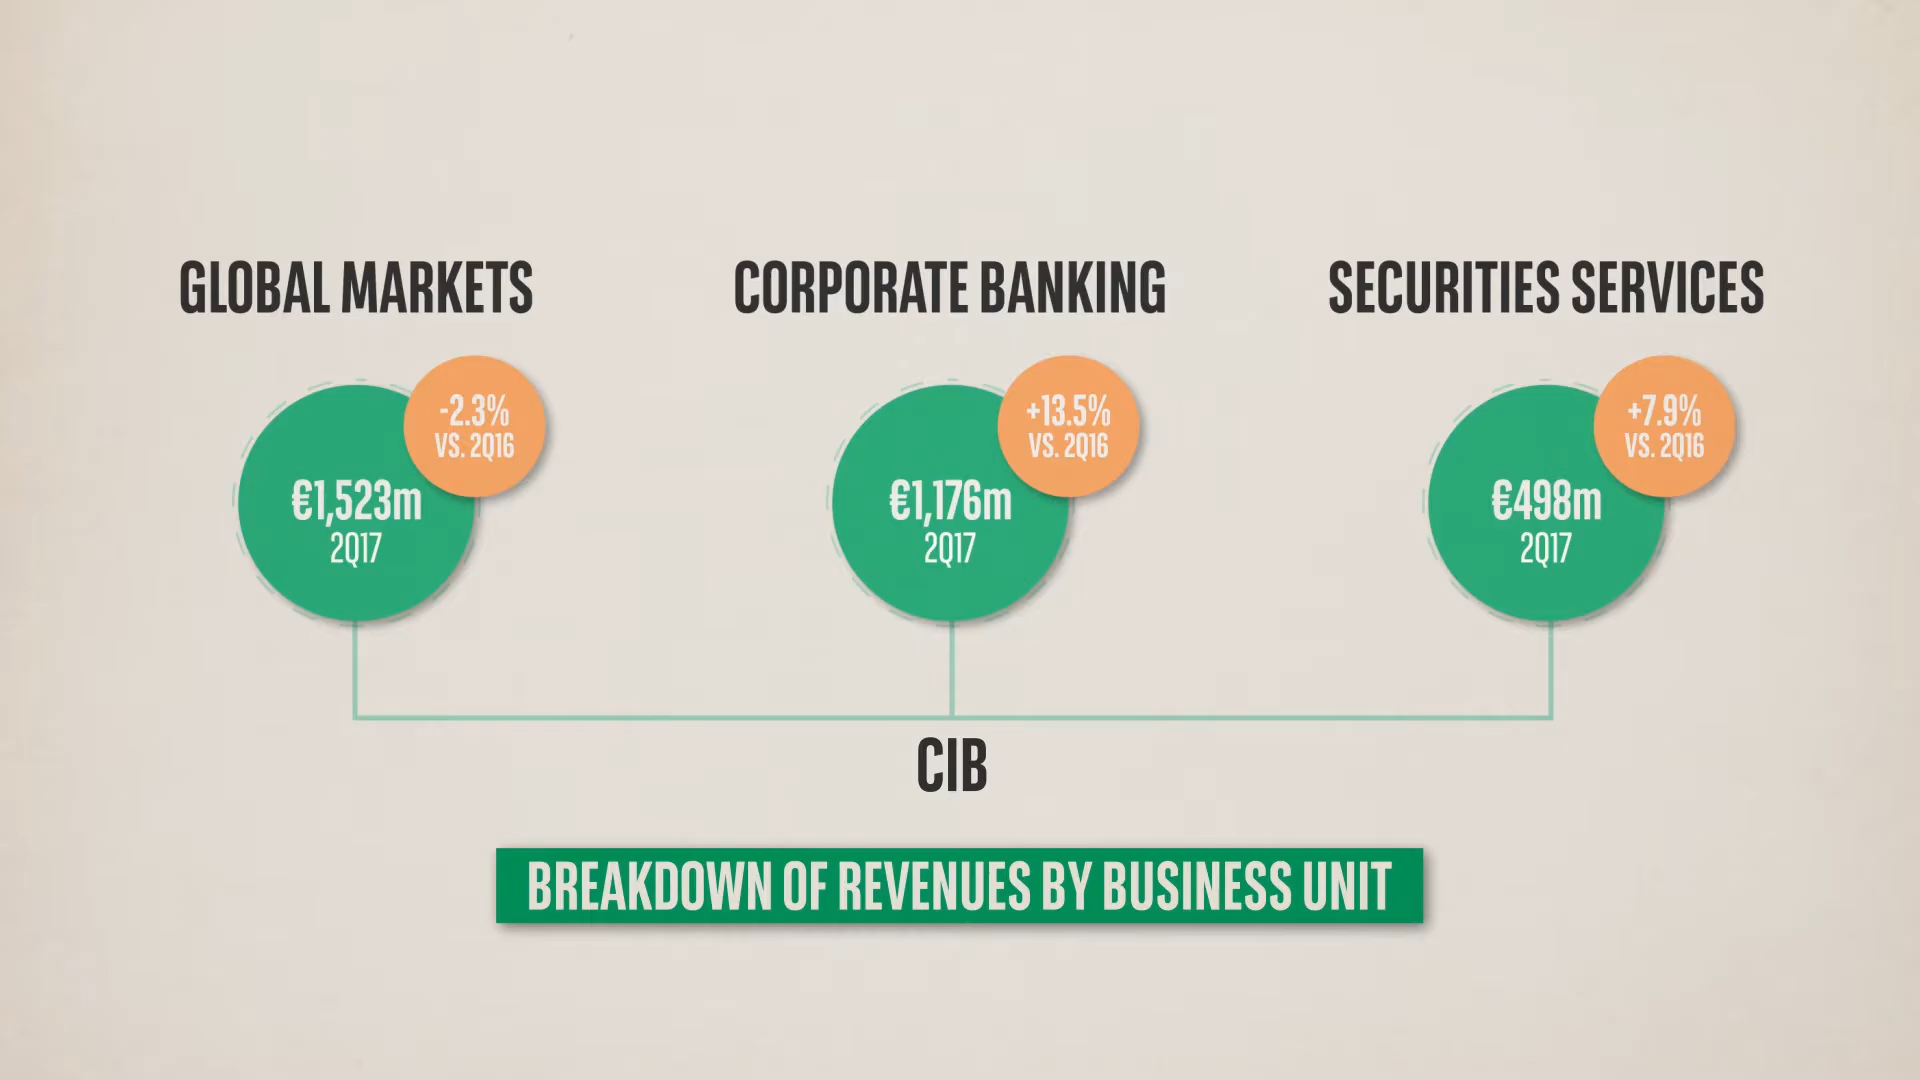 GLOBAL MARKETS
-2.3%
VS. 2Q16
€1,523m
2Q17
CORPORATE BANKING
+13.5%
VS. 2Q16
€1,176m
2Q17
SECURITIES SERVICES
+7.9%
VS. 2Q16
€498m
2Q17
CIB
BREAKDOWN OF REVENUES BY BUSINESS UNIT